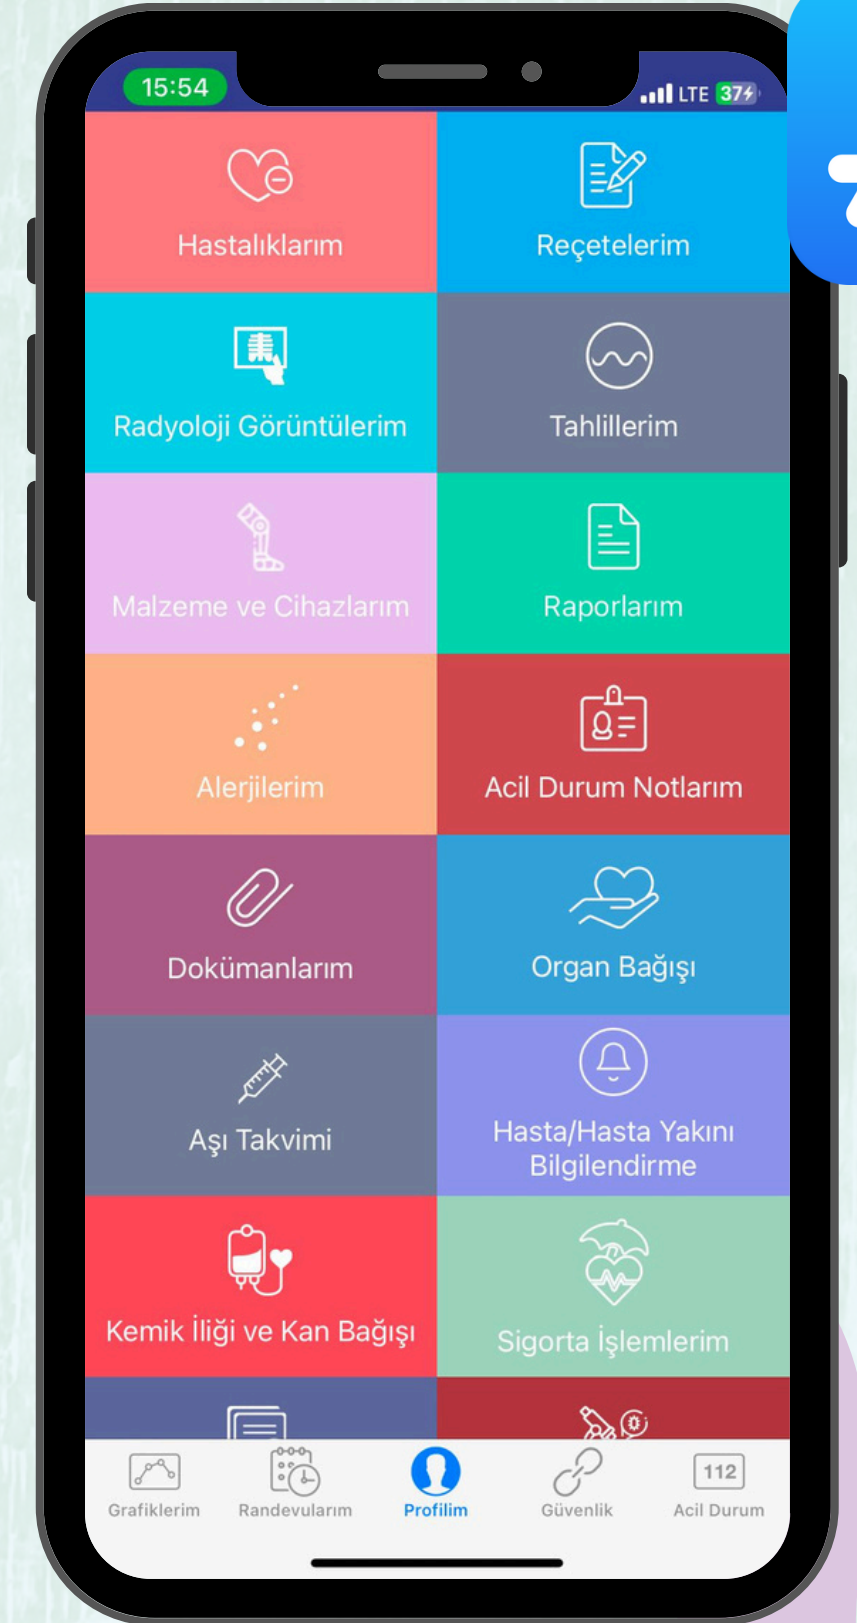 15:54
LTE 37
Hastalıklarım
Reçetelerim
Radyoloji Görüntülerim
Tahlillerim
Malzeme ve Cihazlarım
Raporlarım
Alerjilerim
Acil Durum Notlarım
Dokümanlarım
Organ Bağışı
Aşı Takvimi
Hasta/Hasta Yakını
Bilgilendirme
Kemik İliği ve Kan Bağışı
Sigorta İşlemlerim
Grafiklerim
Randevularım
Profilim
Güvenlik
112
Acil Durum